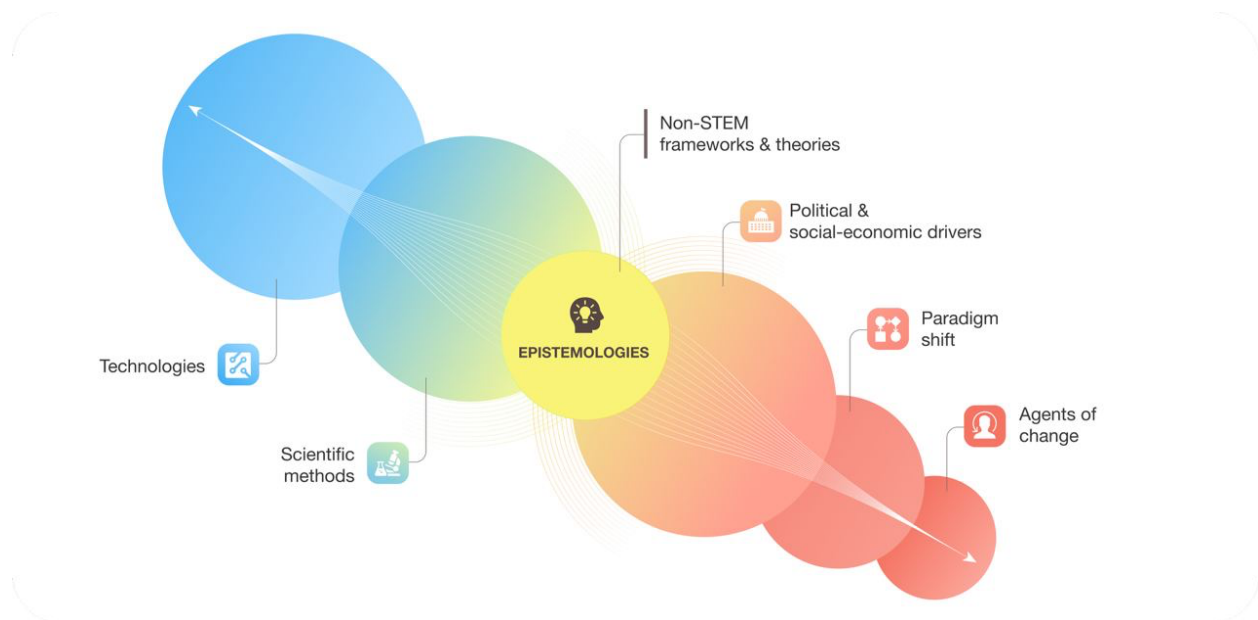 Non-STEM
frameworks & theories
Political &
social-economic drivers
Paradigm
shift
EPISTEMOLOGIES
Technologies
Agents of
change
Scientific
methods